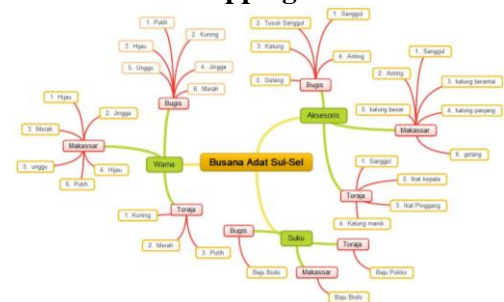 pping
Busana Adat Sul-Sel
Warna
Bugis
1. Putih
2. Kuning
3. Hijau
4. Jingga
5. Unggu
6. Merah
Makassar
1. Hijau
2. Jingga
3. Merah
4. Hijau
5. unggu
6. Putih
Toraja
1. Kuning
2. Merah
3. Putih
Aksesoris
Bugis
1. Sanggul
2. Tusuk Sanggul
3. Kalung
4. Anting
5. Gelang
Makassar
1. Sanggul
2. Anting
3. kalung berantai
4. kalung panjang
5. kalung besar
6. gelang
Toraja
1. Sanggul
2. Ikat kepala
3. Ikat Pinggang
4. Kalung manik
Suku
Bugis
Baju Bodo
Makassar
Baju Bodo
Toraja
Baju Pokko